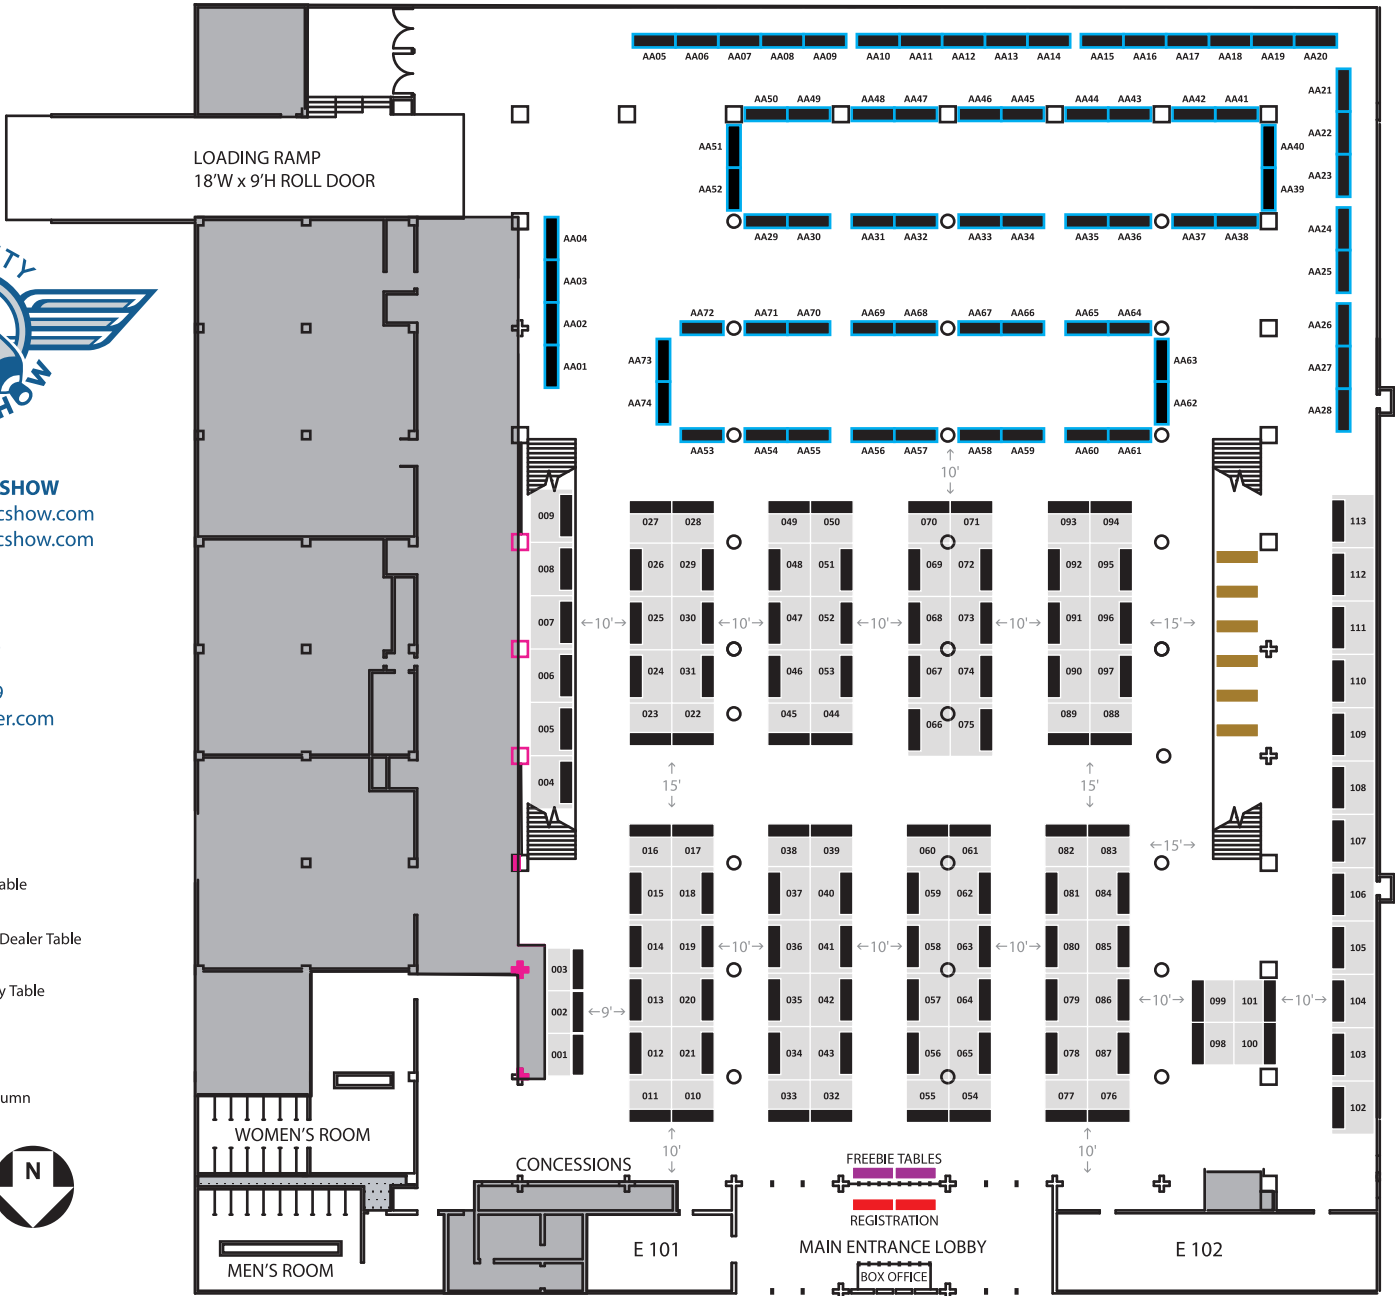 AA05 AA06 AA07 AA08 AA09 AA10 AA11 AA12 AA13 AA14 AA15 AA16 AA17 AA18 AA19 AA20
AA21
AA22
AA23
AA24
AA25
AA26
AA27
AA28
AA50 AA49 AA48 AA47 AA46 AA45 AA44 AA43 AA42 AA41
AA51
AA52
AA40
AA39
AA29 AA30 AA31 AA32 AA33 AA34 AA35 AA36 AA37 AA38
LOADING RAMP
18'W x 9'H ROLL DOOR
AA04
AA03
AA02
AA01
AA72 AA71 AA70 AA69 AA68 AA67 AA66 AA65 AA64
AA73
AA74
AA63
AA62
AA53 AA54 AA55 AA56 AA57 AA58 AA59 AA60 AA61
10'
TY
HOW
SHOW
cshow.com
cshow.com
9
er.com
able
Dealer Table
y Table
umn
N
009
008
007
006
005
004
003
002
001
027 028
026 029
025 030
024 031
023 022
049 050
048 051
047 052
046 053
045 044
070 071
069 072
068 073
067 074
066 075
093 094
092 095
091 096
090 097
089 088
←10'→ ←10'→ ←10'→ ←10'→ ←15'→
15'
15'
←15'→
016 017
015 018
014 019
013 020
012 021
011 010
038 039
037 040
036 041
035 042
034 043
033 032
060 061
059 062
058 063
057 064
056 065
055 054
082 083
081 084
080 085
079 086
078 087
077 076
←10'→ ←10'→ ←10'→
←9'→
←10'→ ←10'→
099 101
098 100
113
112
111
110
109
108
107
106
105
104
103
102
10'
10'
WOMEN'S ROOM
MEN'S ROOM
CONCESSIONS
FREEBIE TABLES
REGISTRATION
E 101
MAIN ENTRANCE LOBBY
BOX OFFICE
E 102